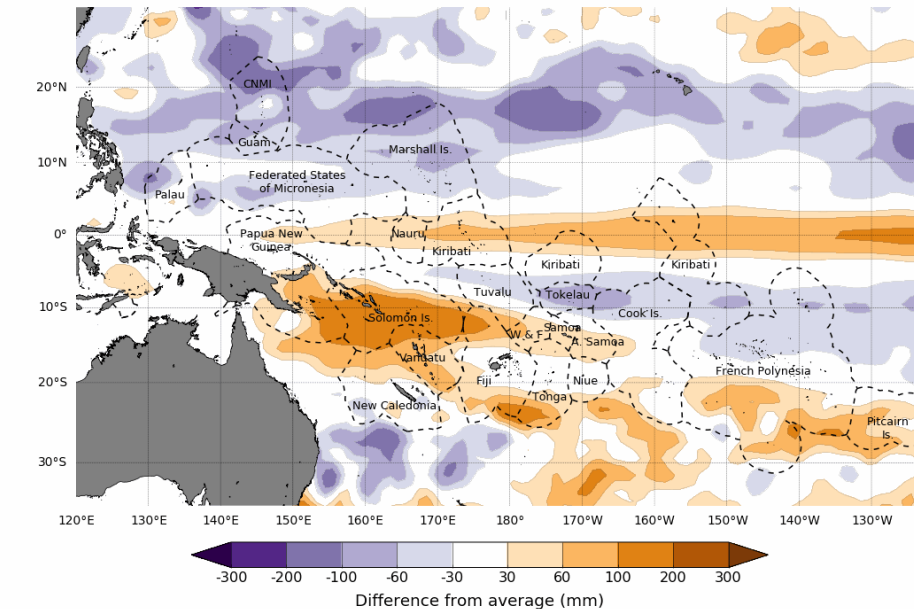 20°N
10°N
0°
10°S
20°S
30°S
CNMI
Guam
Marshall Is.
Federated States
of Micronesia
Palau
Papua New
Guinea
Nauru
Kiribati
Kiribati
Kiribati
Tuvalu
Tokelau
Solomon Is.
Cook Is.
W & F
Samoa
A. Samoa
Vanuatu
Fiji
Niue
French Polynesia
Tonga
New Caledonia
Pitcairn
Is.
120°E 130°E 140°E 150°E 160°E 170°E 180° 170°W 160°W 150°W 140°W 130°W
-300 -200 -100 -60 -30 30 60 100 200 300
Difference from average (mm)